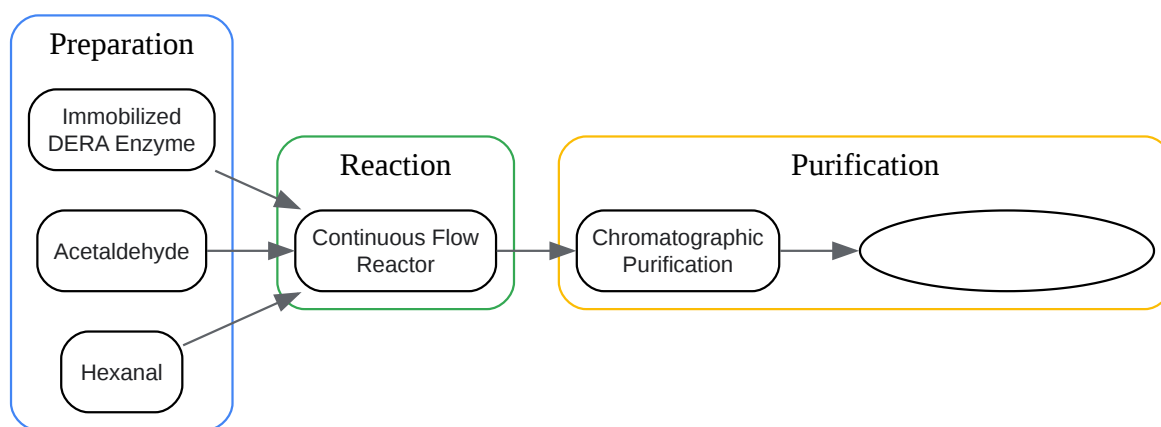 Preparation
Immobilized
DERA Enzyme
Acetaldehyde
Hexanal
Reaction
Continuous Flow
Reactor
Purification
Chromatographic
Purification